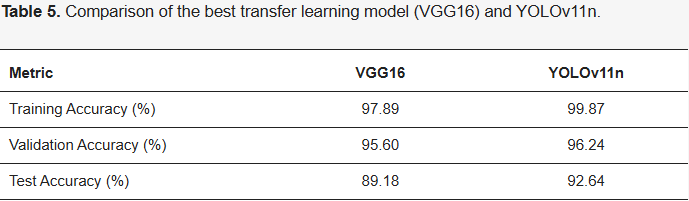 Table 5. Comparison of the best transfer learning model (VGG16) and YOLOv11n.
Metric VGG16 YOLOv11n
Training Accuracy (%) 97.89 99.87
Validation Accuracy (%) 95.60 96.24
Test Accuracy (%) 89.18 92.64